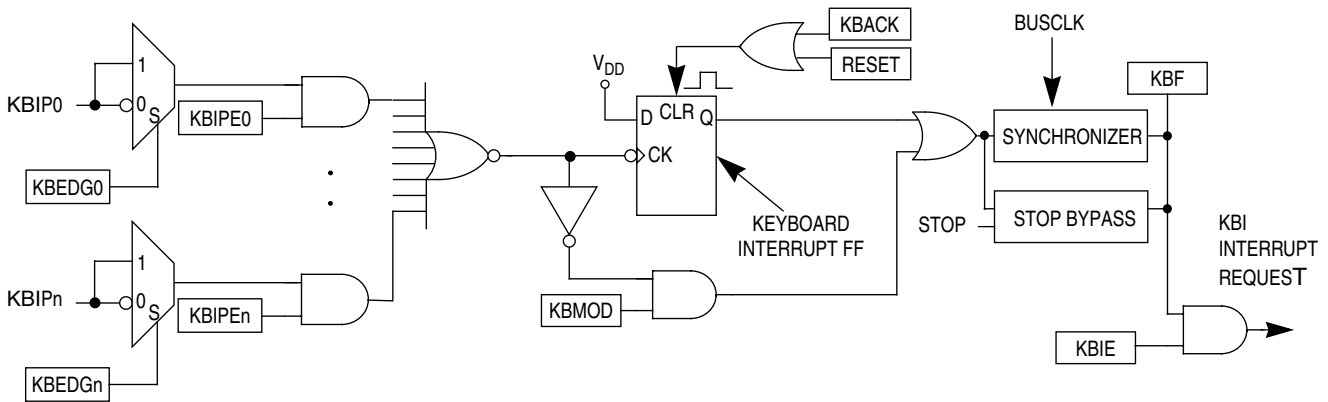 KBIP0
1
0
S
KBIPE0
KBEDG0
KBIPn
1
0
S
KBIPEn
KBEDGn
VDD
D
CLR
Q
CK
KBACK
RESET
KEYBOARD
INTERRUPT FF
KBMOD
BUSCLK
SYNCHRONIZER
KBF
STOP
STOP BYPASS
KBI
INTERRUPT
REQUEST
KBIE